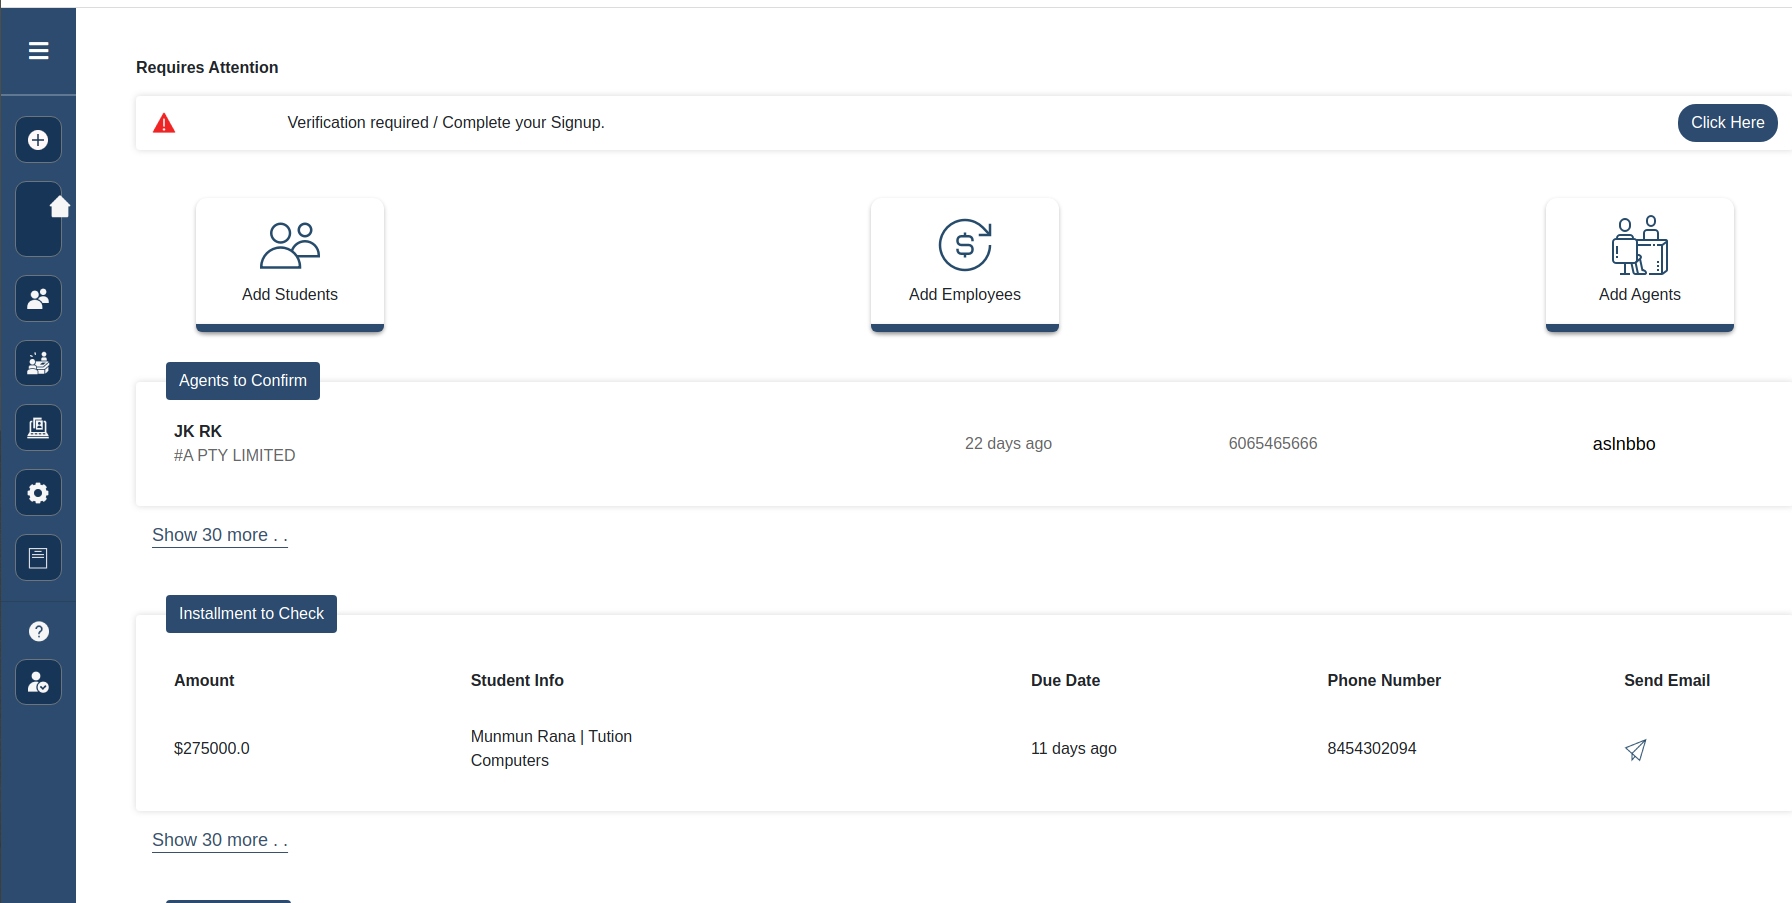 Requires Attention
Verification required / Complete your Signup.
Click Here
Add Students
Add Employees
Add Agents
Agents to Confirm
JK RK
#A PTY LIMITED
22 days ago
6065465666
aslnbbo
Show 30 more . .
Installment to Check
Amount
Student Info
Due Date
Phone Number
Send Email
$275000.0
Munmun Rana | Tution
Computers
11 days ago
8454302094
Show 30 more . .